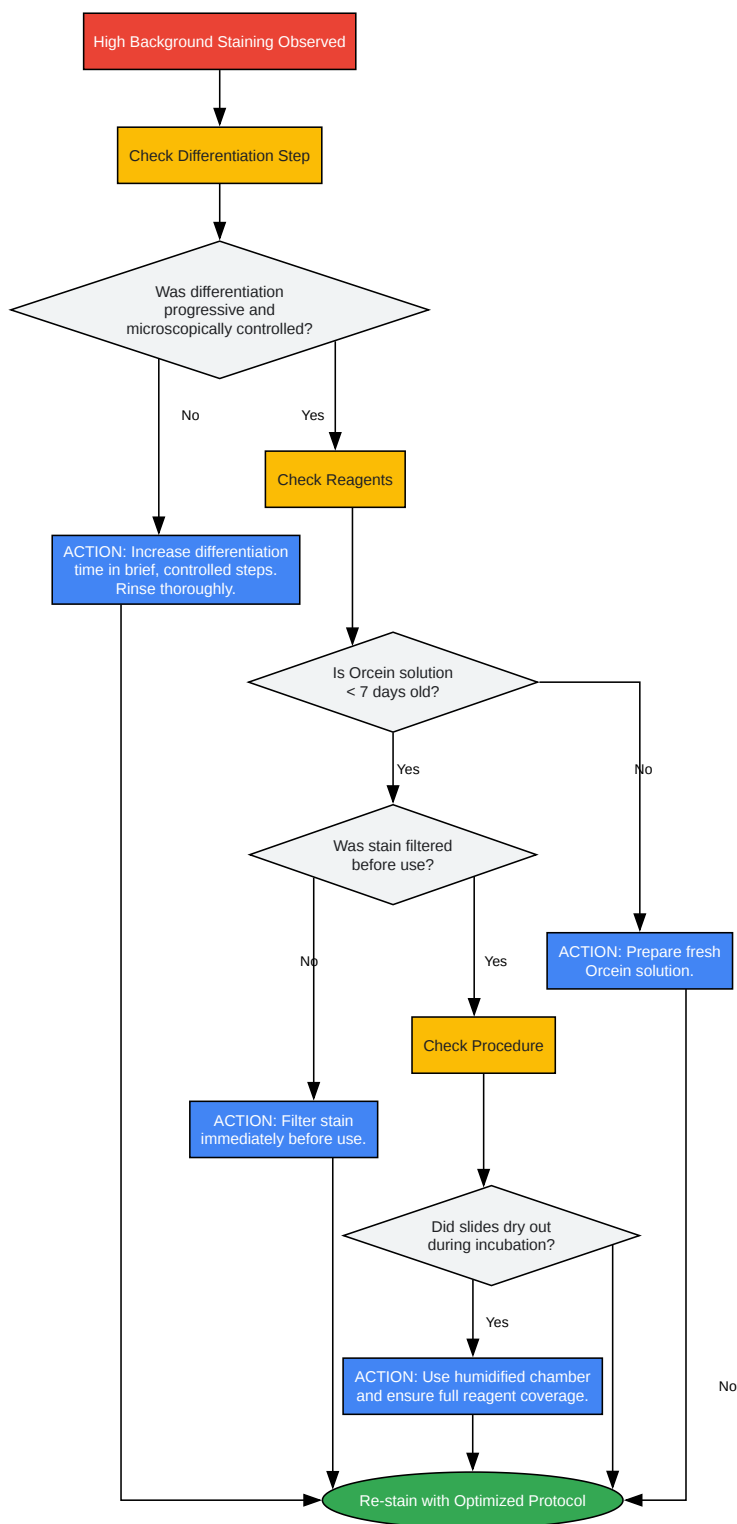 High Background Staining Observed
Check Differentiation Step
Was differentiation
progressive and
microscopically controlled?
No
Yes
Check Reagents
ACTION: Increase differentiation
time in brief, controlled steps.
Rinse thoroughly.
Is Orcein solution
< 7 days old?
Yes
No
Was stain filtered
before use?
No
Yes
ACTION: Prepare fresh
Orcein solution.
Check Procedure
ACTION: Filter stain
immediately before use.
Did slides dry out
during incubation?
Yes
ACTION: Use humidified chamber
and ensure full reagent coverage.
No
Re-stain with Optimized Protocol